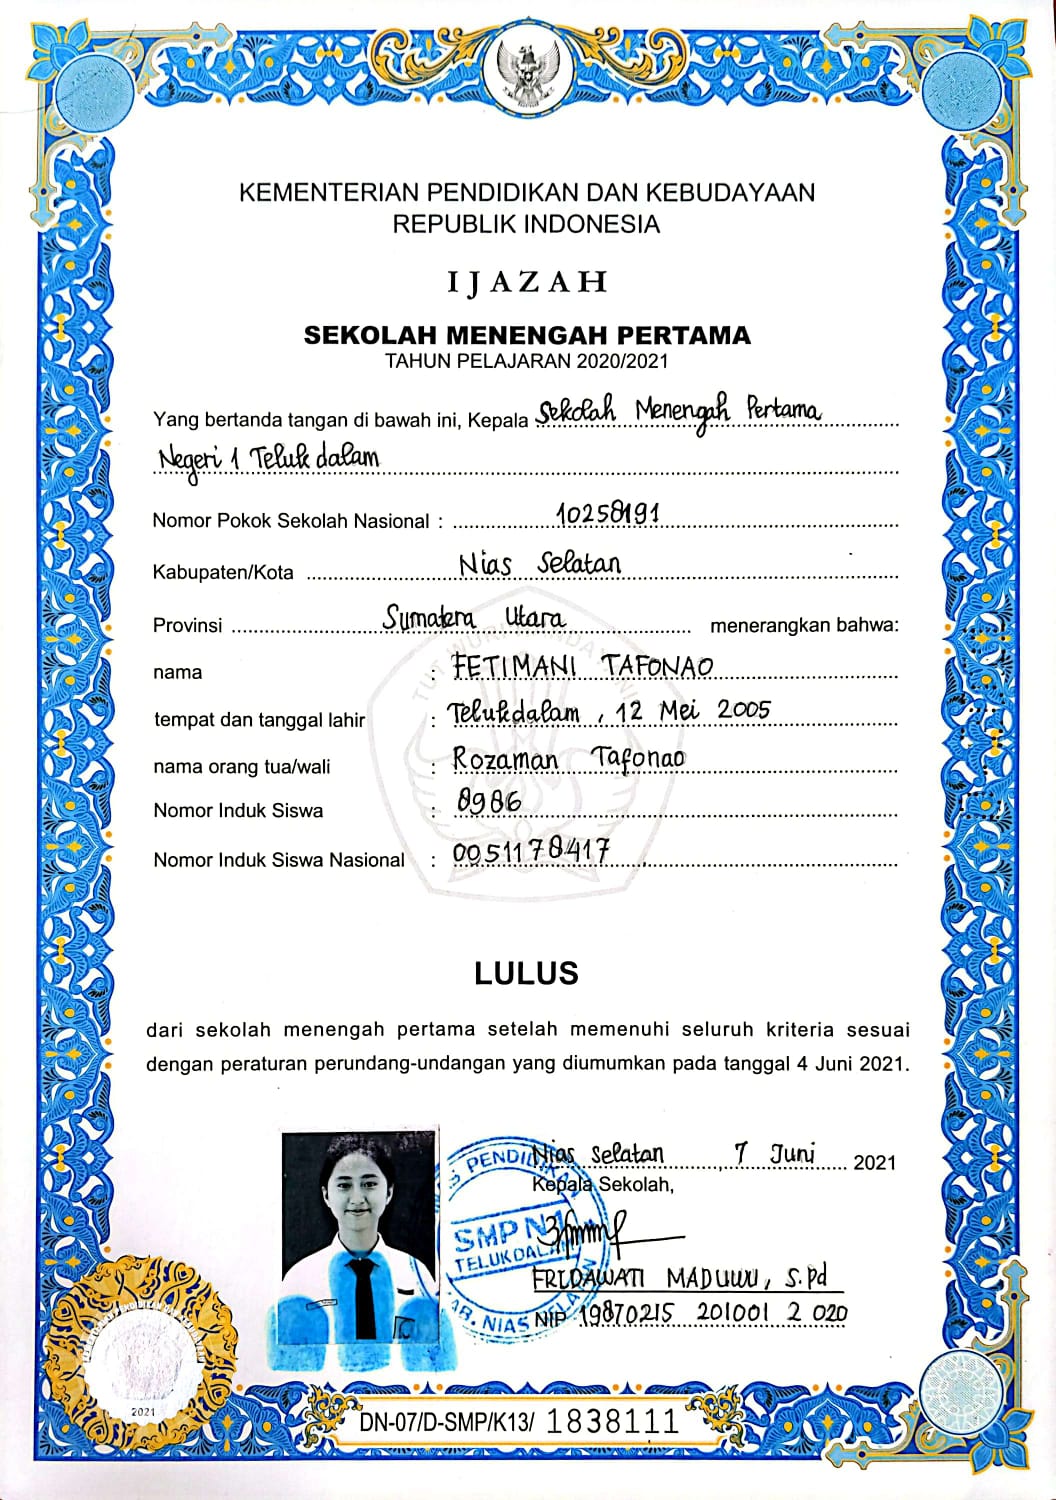 KEMENTERIAN PENDIDIKAN DAN KEBUDAYAAN
REPUBLIK INDONESIA
IJAZAH
SEKOLAH MENENGAH PERTAMA
TAHUN PELAJARAN 2020/2021
Yang bertanda tangan di bawah ini, Kepala Sekolah Menengah Pertama
Negeri 1 Telukdalam
Nomor Pokok Sekolah Nasional : 10258191
Kabupaten/Kota Nias Selatan
Provinsi Sumatera Utara menerangkan bahwa:
nama : FETIMANI TAFONAO
tempat dan tanggal lahir : Telukdalam, 12 Mei 2005
nama orang tua/wali : Rozaman Tafonao
Nomor Induk Siswa : 8986
Nomor Induk Siswa Nasional : 0051178417
LULUS
dari sekolah menengah pertama setelah memenuhi seluruh kriteria sesuai
dengan peraturan perundang-undangan yang diumumkan pada tanggal 4 Juni 2021.
Nias Selatan, 7 Juni 2021
Kepala Sekolah,
PENDIDIKAN
SMP N.1
TELUKDALAM
KAB. NIAS SELATAN
FRIDAWATI MADUWU, S.Pd
NIP 19870215 201001 2 020
2021
DN-07/D-SMP/K13/ 1838111